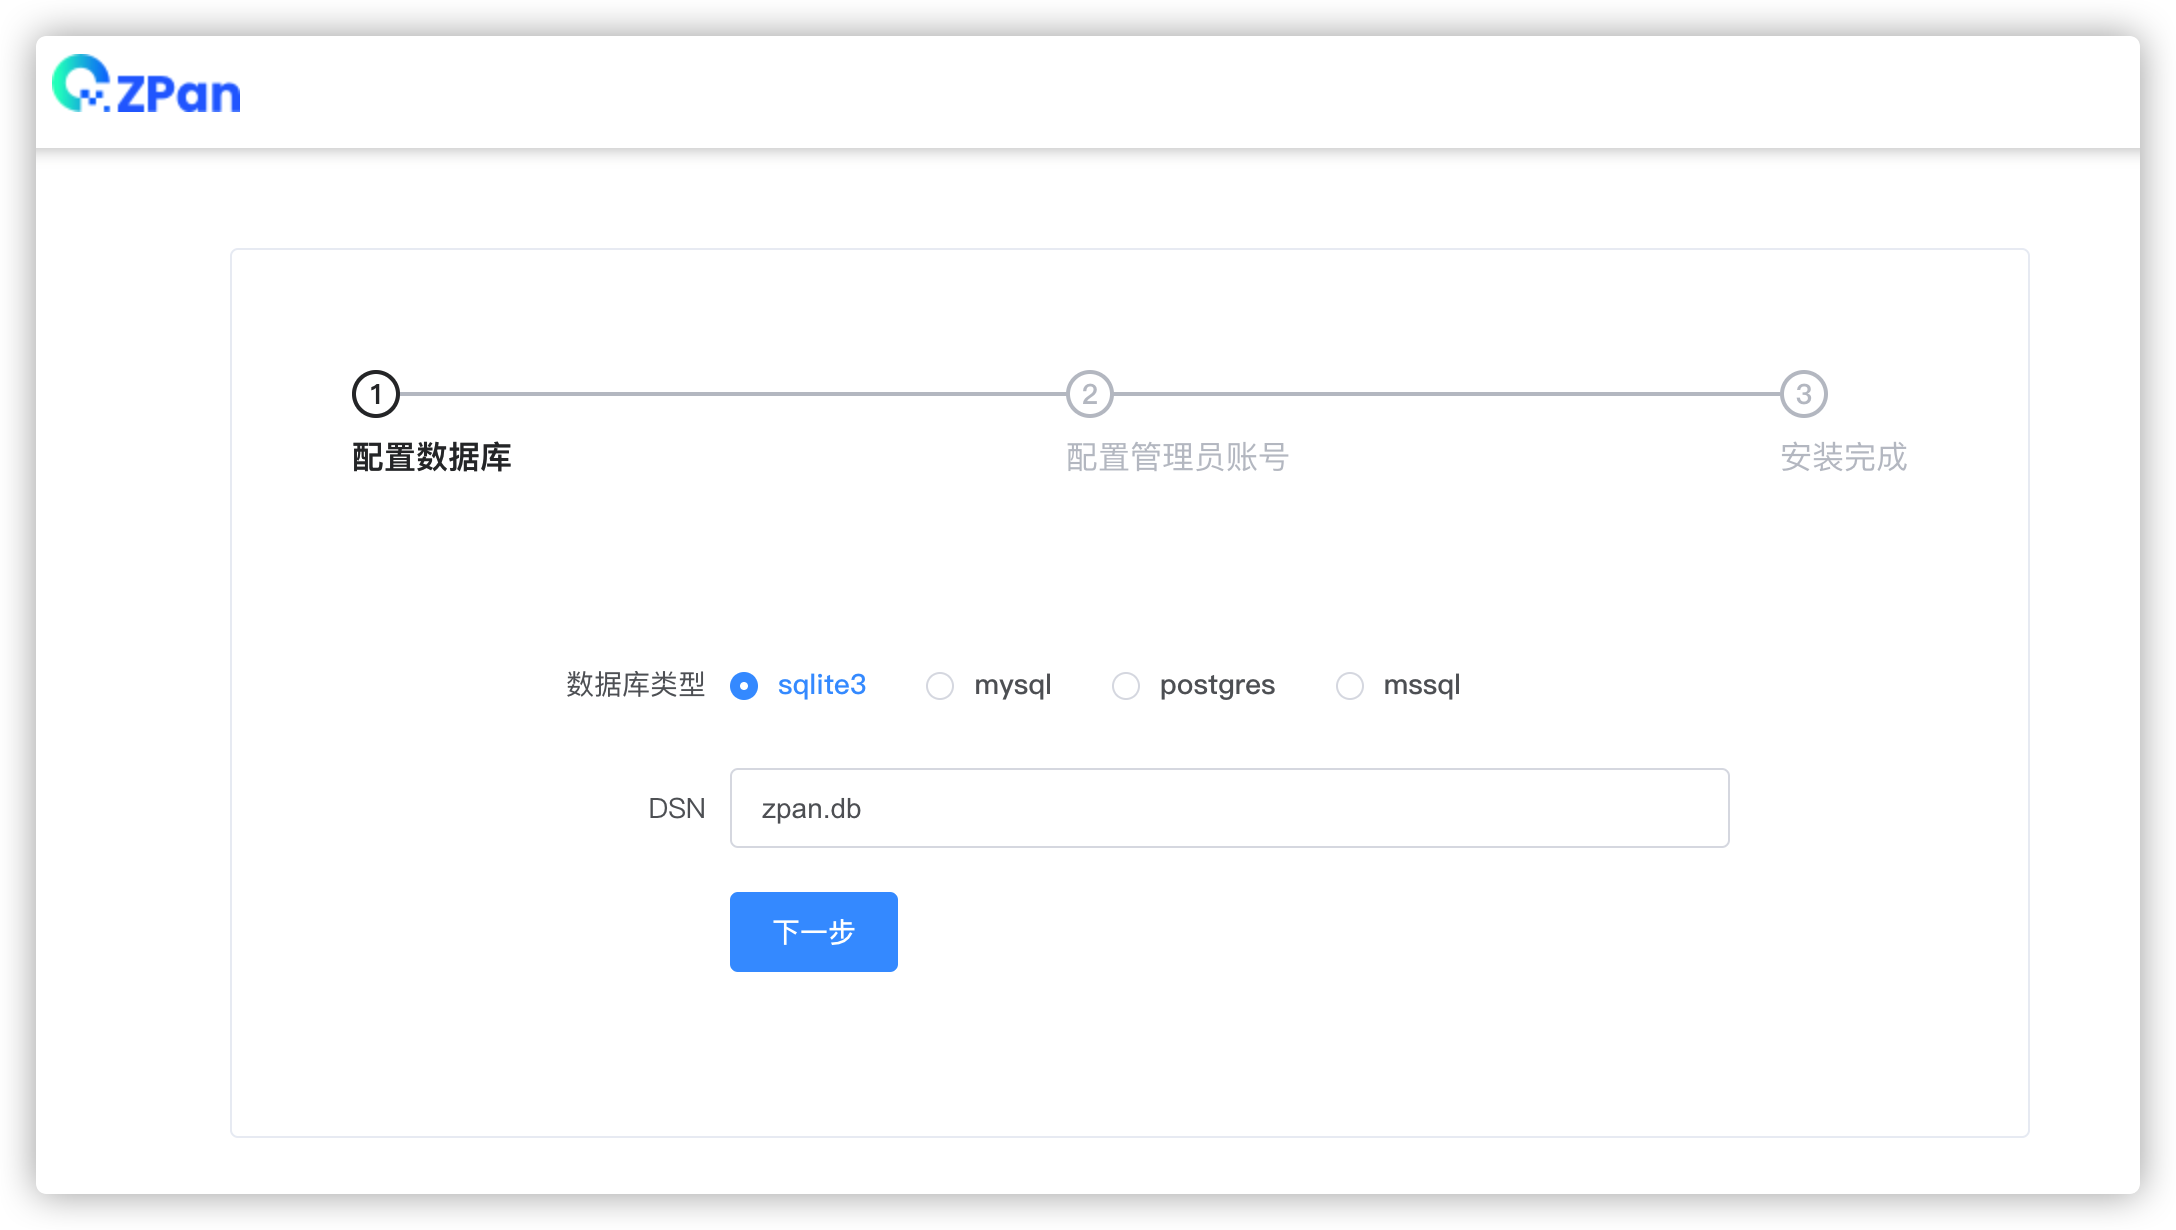 ZPan
1 2 3
配置数据库 配置管理员账号 安装完成
数据库类型 sqlite3 mysql postgres mssql
DSN zpan.db
下一步